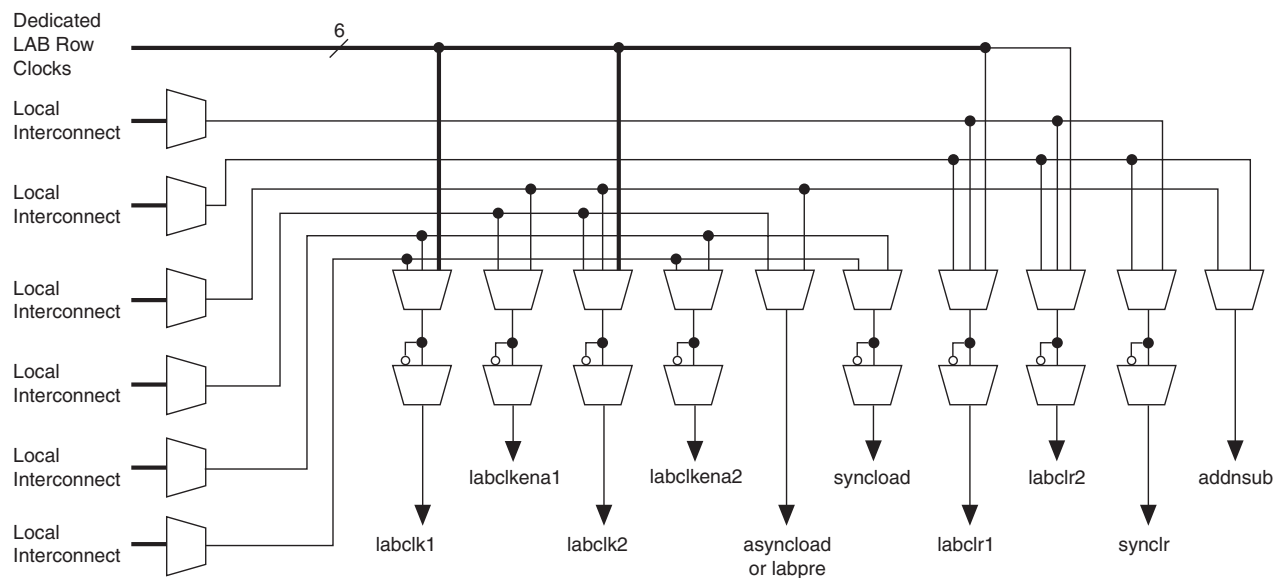 Dedicated
LAB Row
Clocks
6
Local
Interconnect
Local
Interconnect
Local
Interconnect
Local
Interconnect
Local
Interconnect
Local
Interconnect
labclkena1
labclkena2
syncload
labclr2
addnsub
labclk1
labclk2
asyncload
or labpre
labclr1
synclr